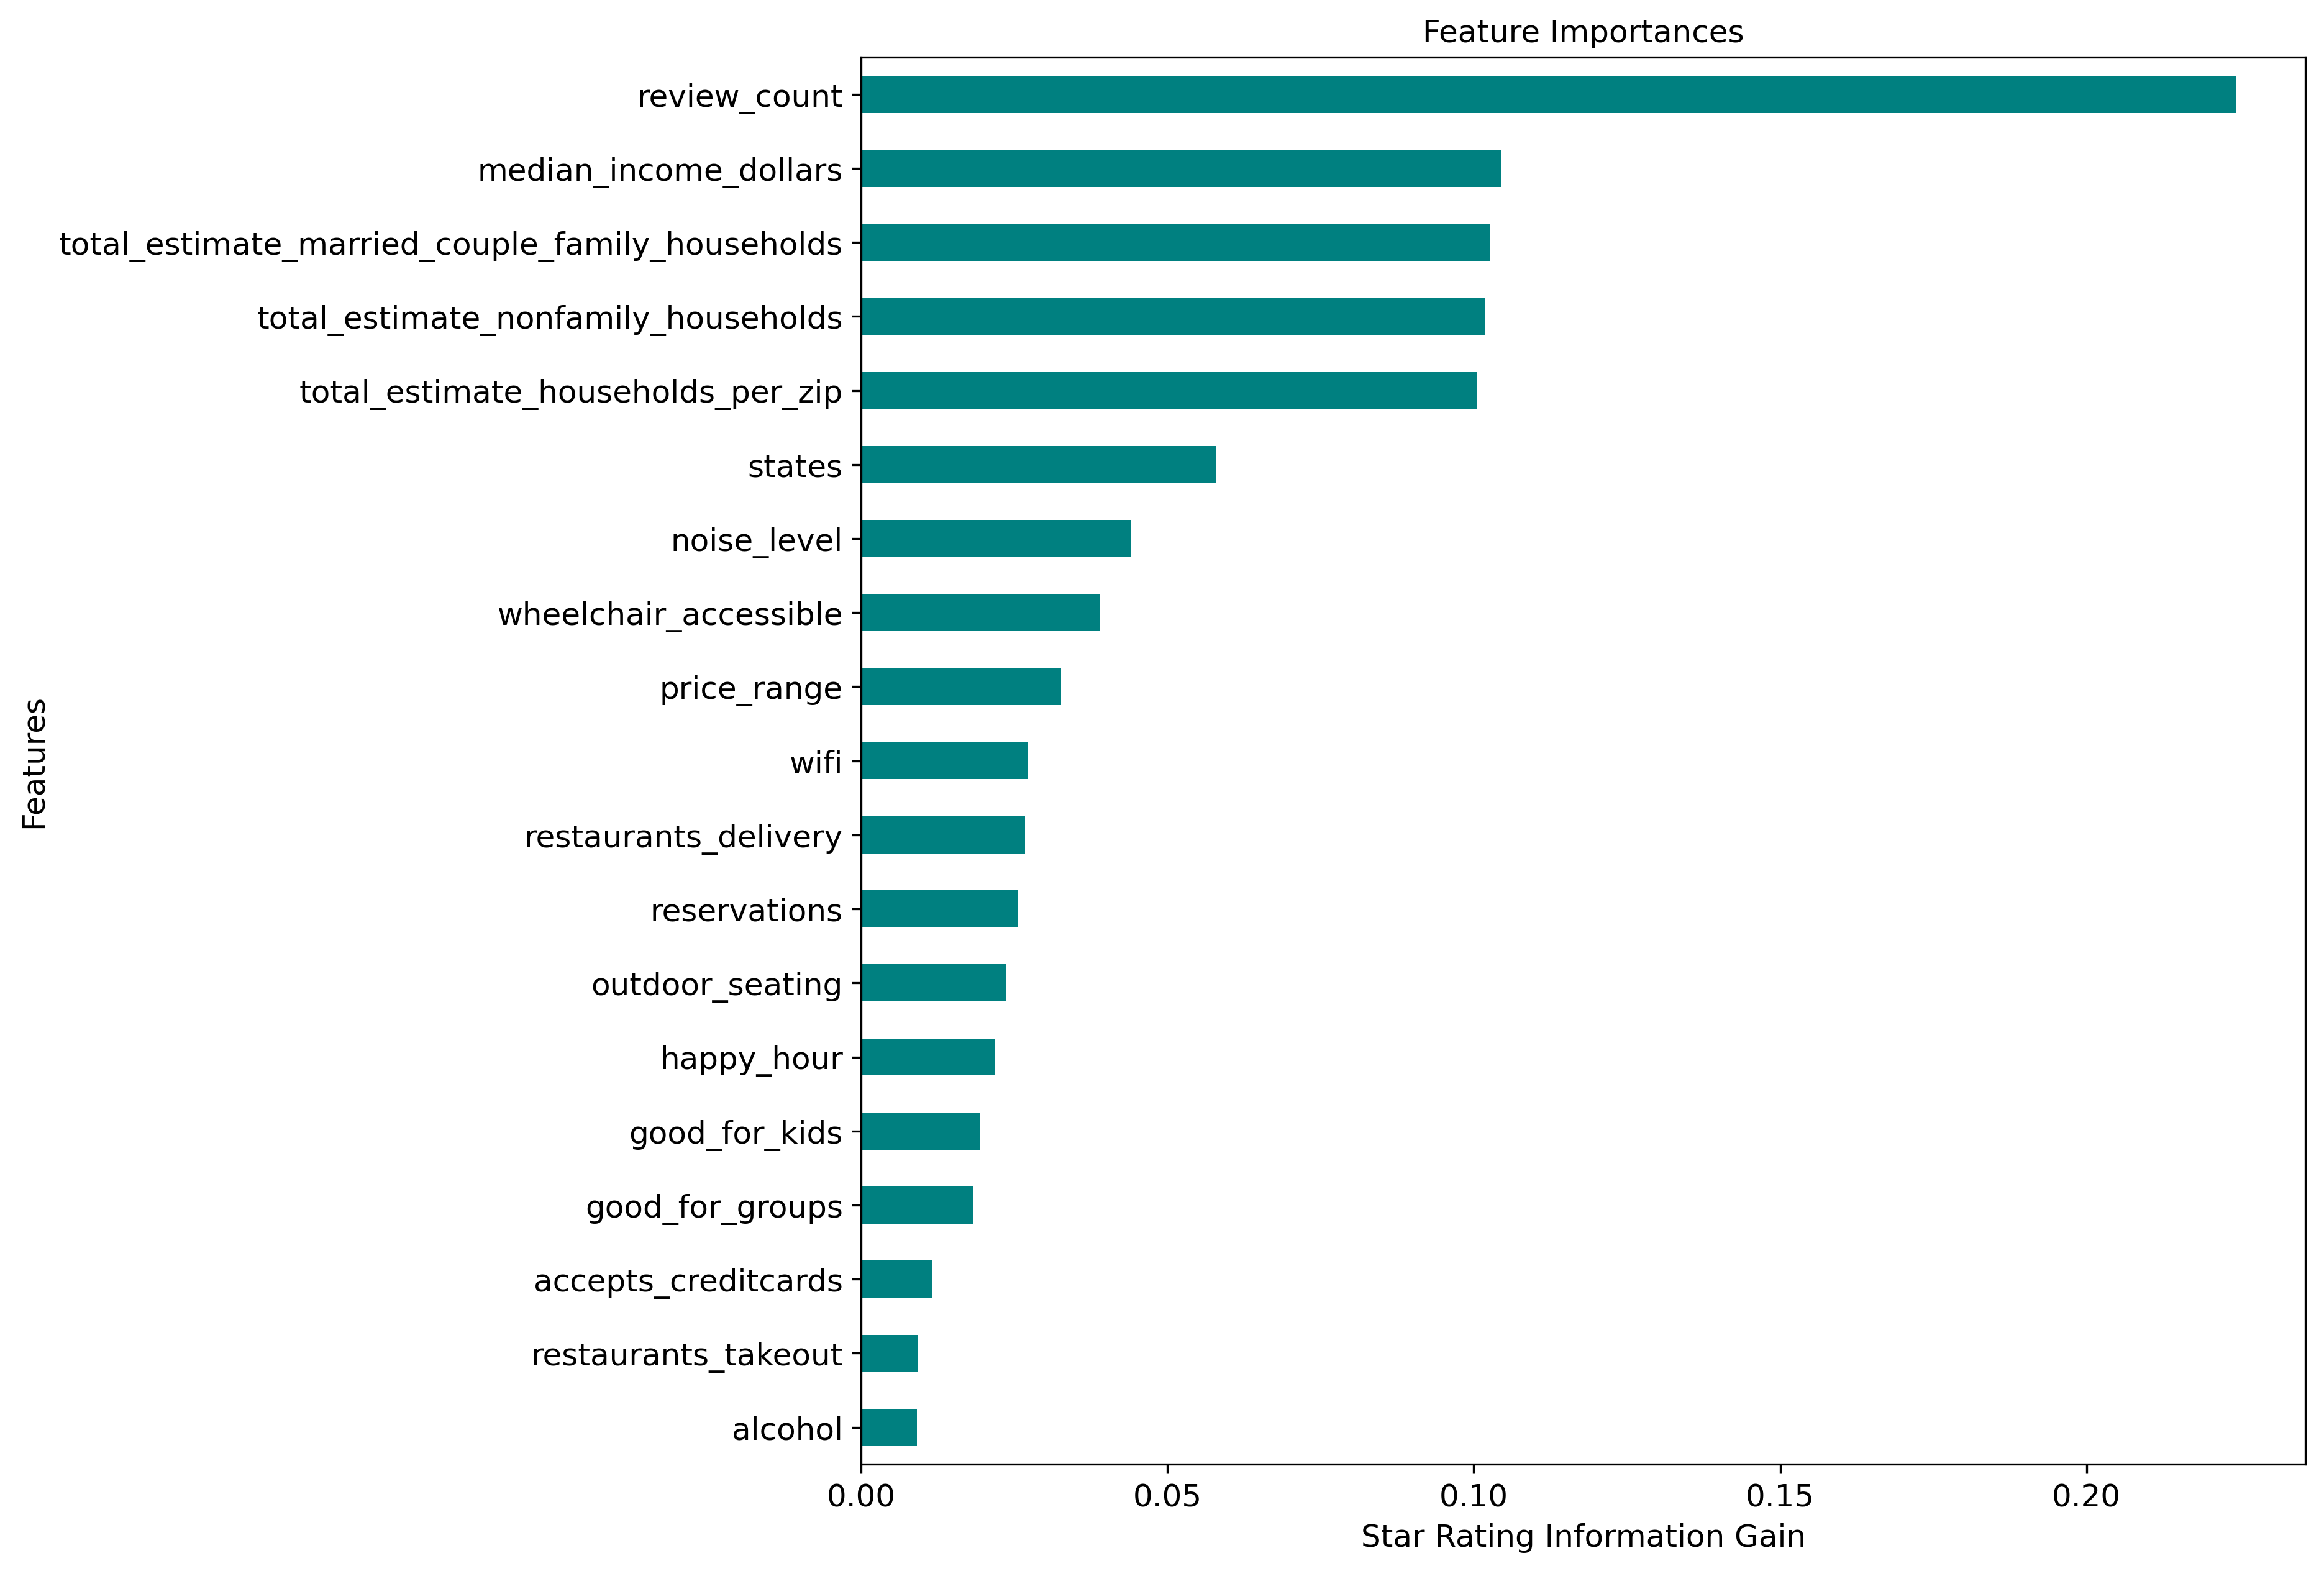 Feature Importances
review_count
median_income_dollars
total_estimate_married_couple_family_households
total_estimate_nonfamily_households
total_estimate_households_per_zip
states
noise_level
wheelchair_accessible
price_range
wifi
restaurants_delivery
reservations
outdoor_seating
happy_hour
good_for_kids
good_for_groups
accepts_creditcards
restaurants_takeout
alcohol
Features
0.00 0.05 0.10 0.15 0.20
Star Rating Information Gain